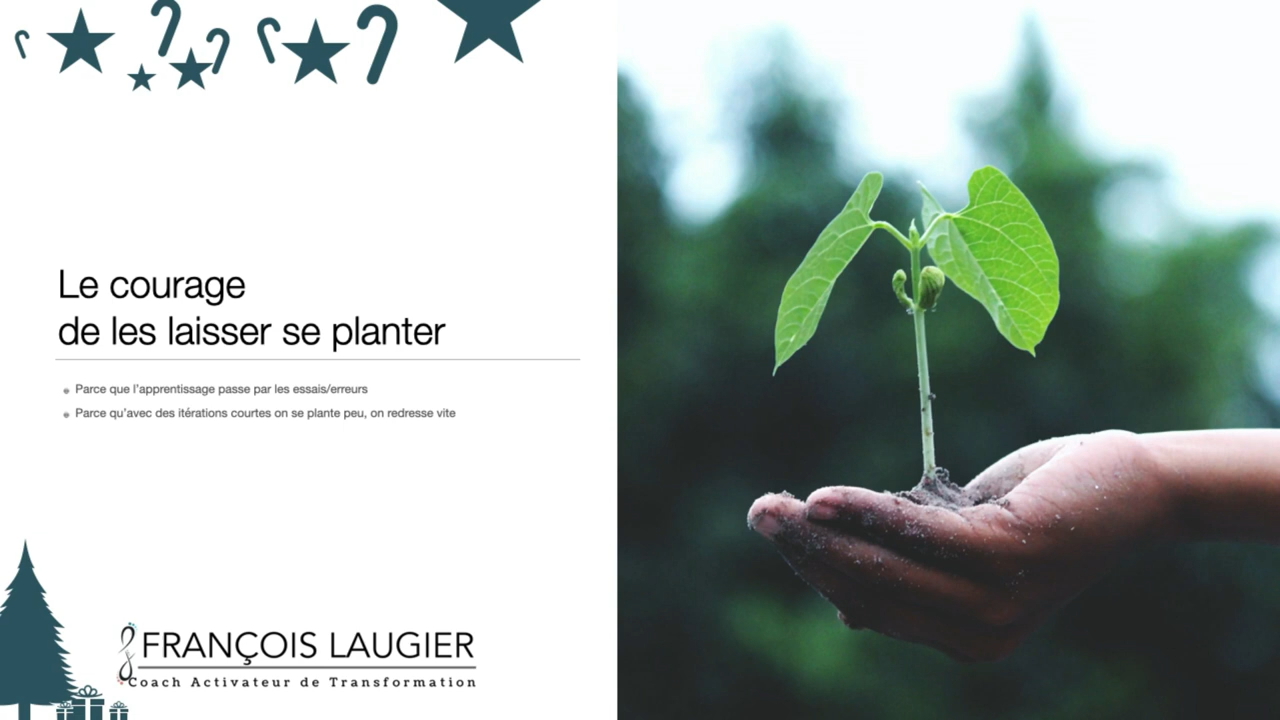 Le courage
de les laisser se planter
Parce que l’apprentissage passe par les essais/erreurs
Parce qu’avec des itérations courtes on se plante peu, on redresse vite
FRANÇOIS LAUGIER
Coach Activateur de Transformation